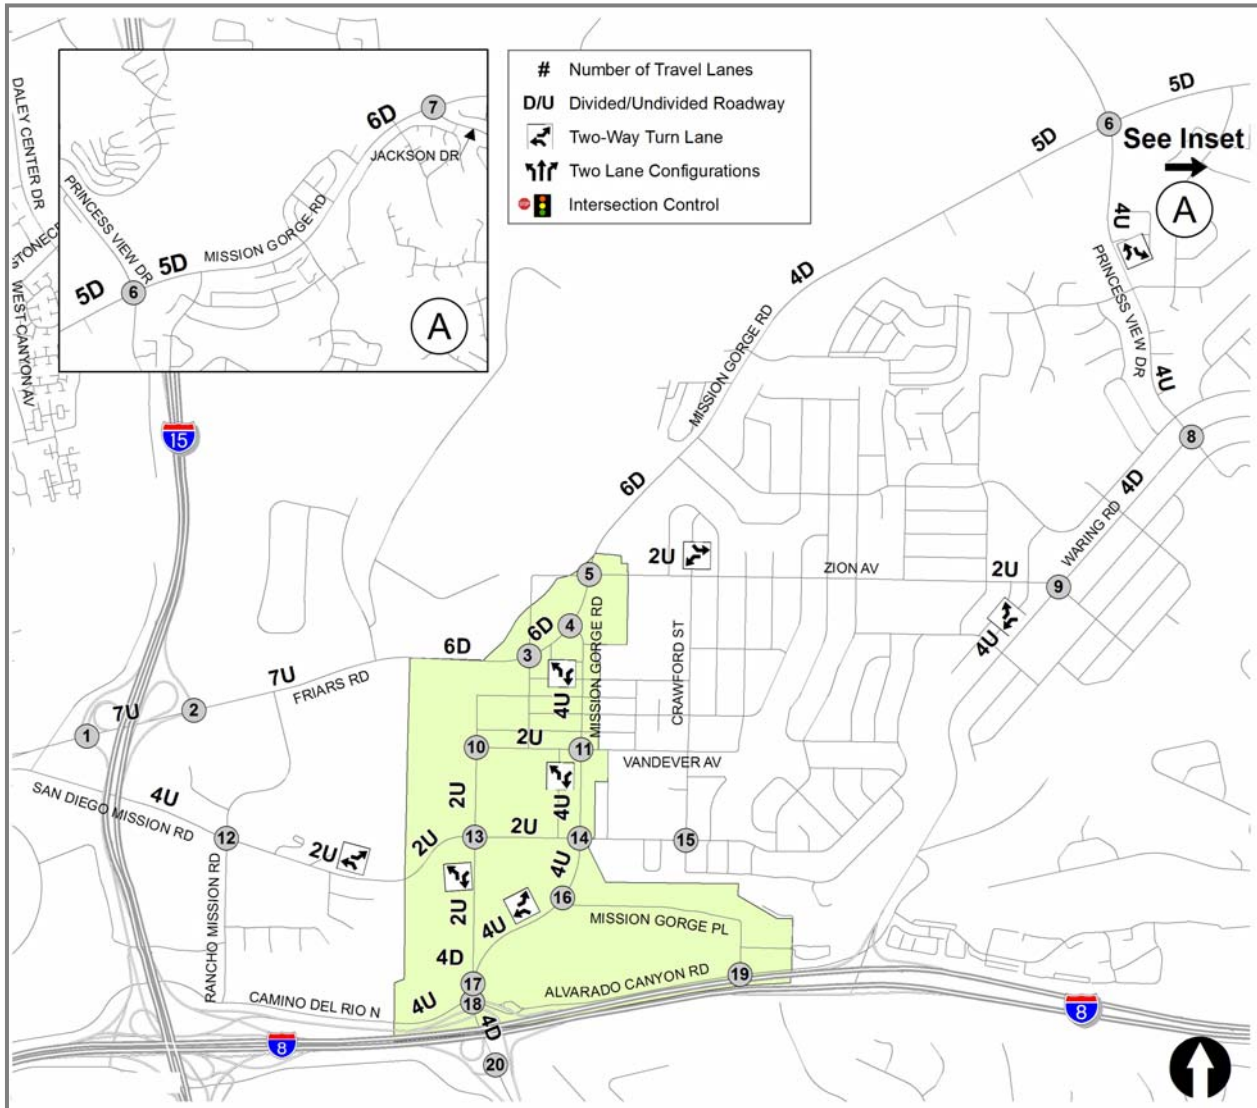 DALEY CENTER DR
STONEC
WEST CANYON AV
6D
7
JACKSON DR
PRINCESS VIEW DR
MISSION GORGE RD
5D
5D
6
A
# Number of Travel Lanes
D/U Divided/Undivided Roadway
Two-Way Turn Lane
Two Lane Configurations
STOP Intersection Control
5D
6
5D
See Inset
A
4U
PRINCESS VIEW DR
4D
MISSION GORGE RD
4U
15
8
6D
4D
WARING RD
2U
ZION AV
2U
5
9
4
6D
MISSION GORGE RD
CRAWFORD ST
4U
3
6D
7U
FRIARS RD
4U
2
7U
1
10
2U
11
VANDEVER AV
SAN DIEGO MISSION RD
4U
2U
4U
12
2U
2U
13
2U
14
15
4U
RANCHO MISSION RD
2U
16
4U
MISSION GORGE PL
4D
17
19
ALVARADO CANYON RD
CAMINO DEL RIO N
4U
18
4D
8
8
20